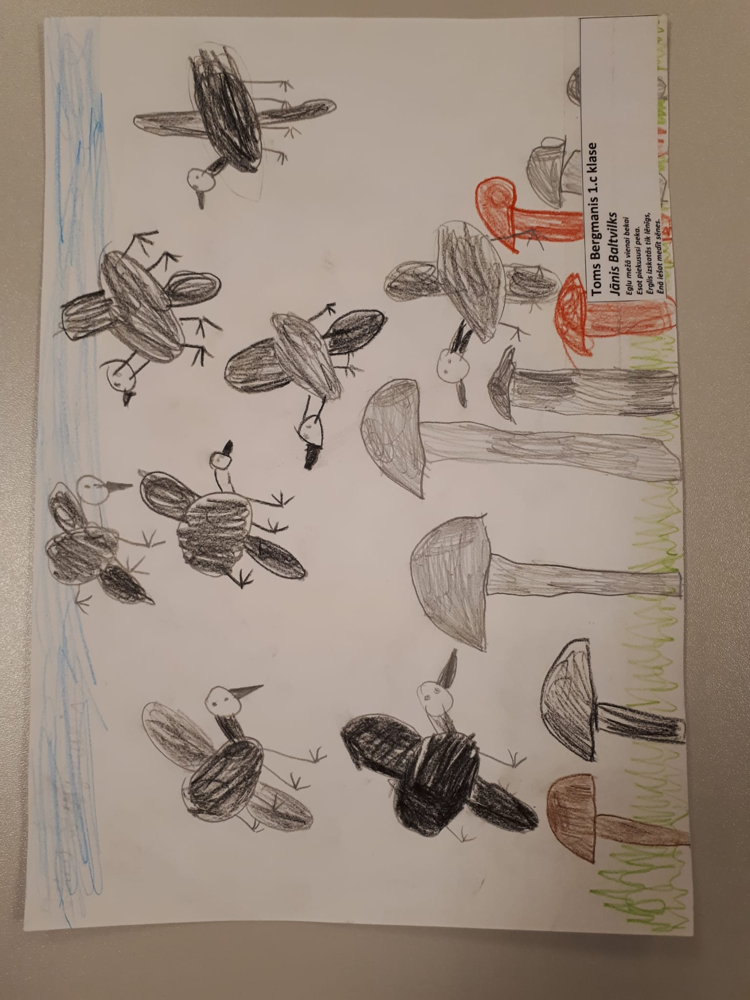 Toms Bergmanis 1.c klase
Jānis Baltvilks
Egļu mežā vienai bekai
Esot piekususi peka.
Ērglis izskatās tik lēnīgs,
Ēnā iešot medīt sēnes.